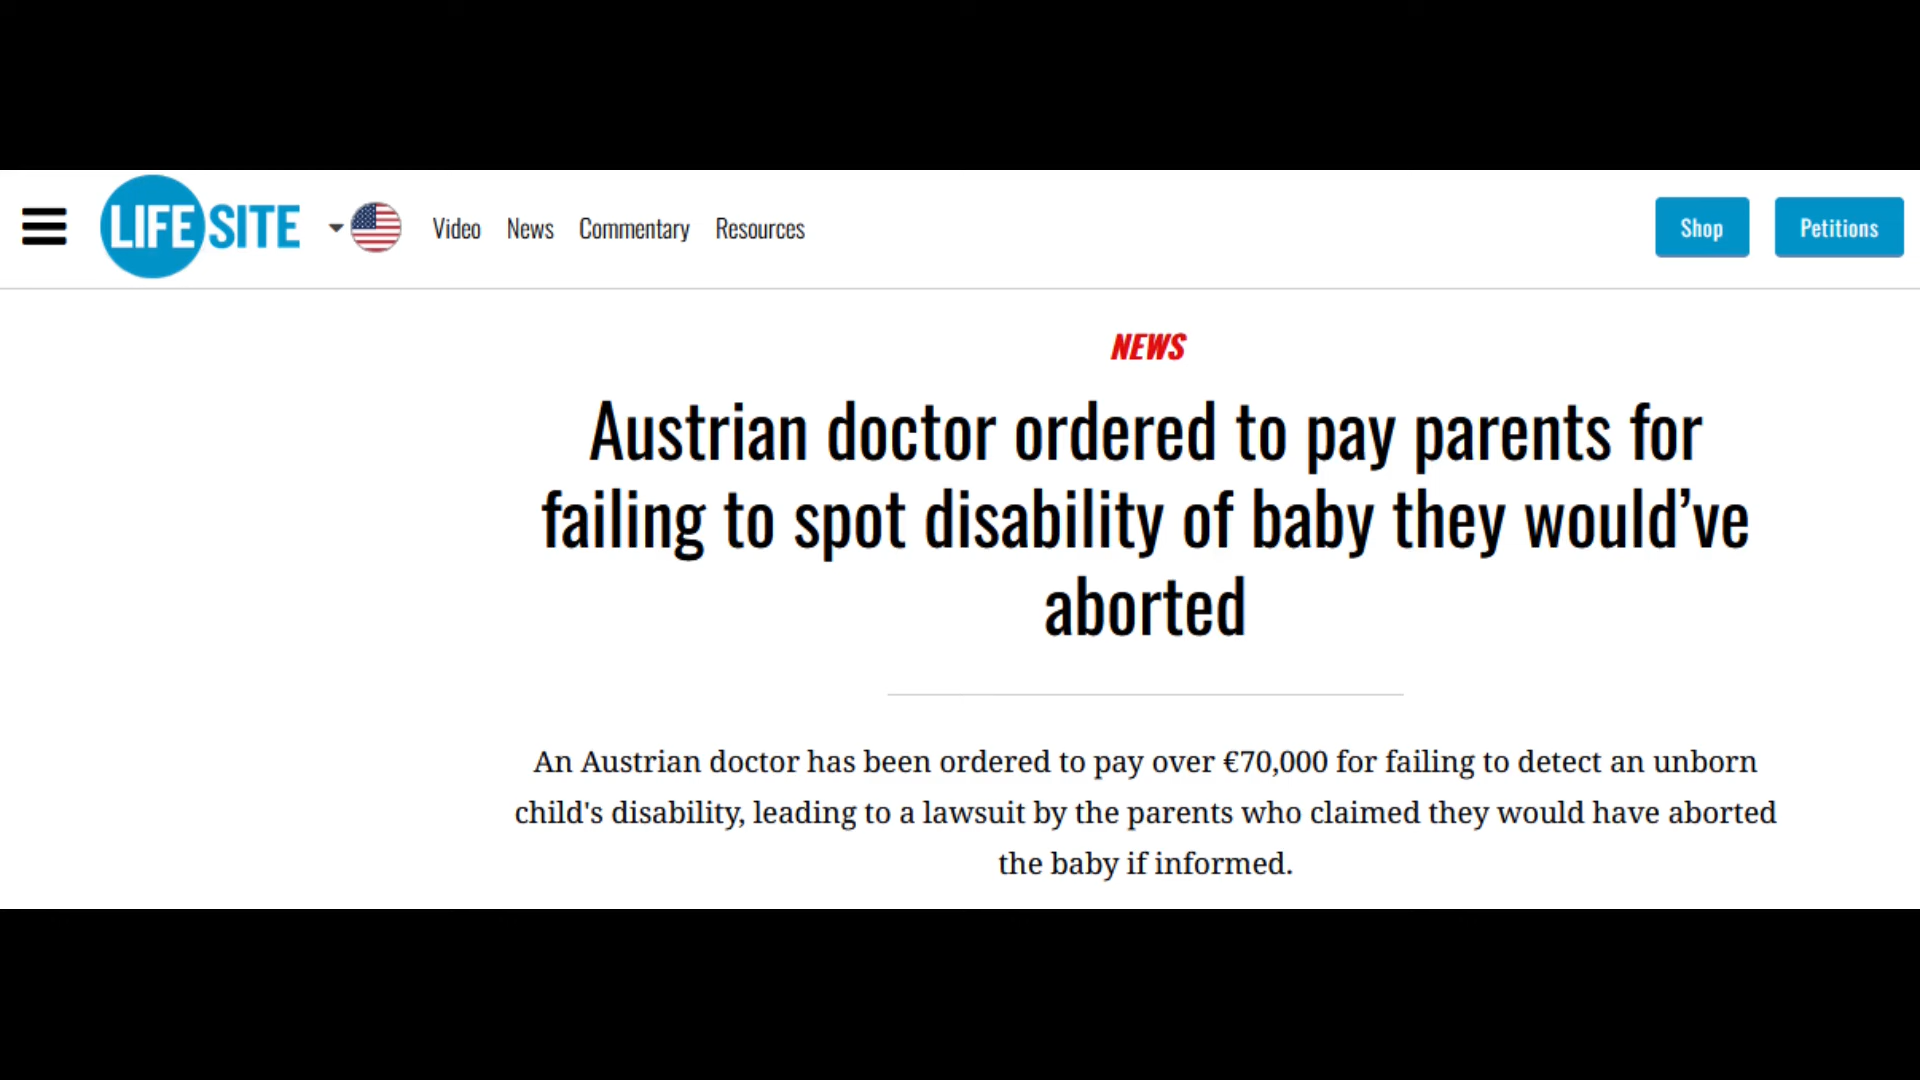 LIFE SITE Video News Commentary Resources Shop Petitions
NEWS
Austrian doctor ordered to pay parents for
failing to spot disability of baby they would’ve
aborted
An Austrian doctor has been ordered to pay over €70,000 for failing to detect an unborn
child's disability, leading to a lawsuit by the parents who claimed they would have aborted
the baby if informed.